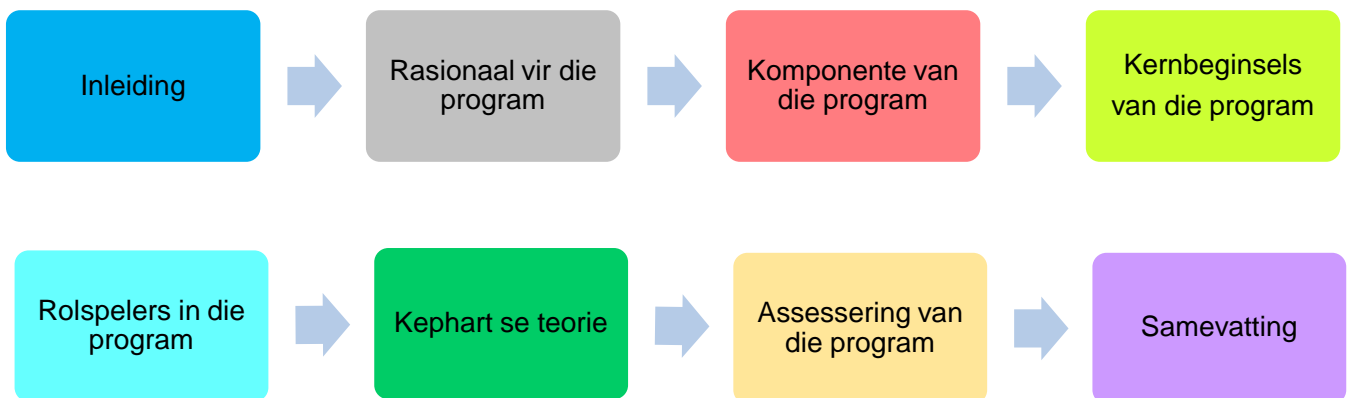 Inleiding
Rasionaal vir die
program
Komponente van
die program
Kernbeginsels
van die program
Rolspelers in die
program
Kephart se teorie
Assessering van
die program
Samevatting